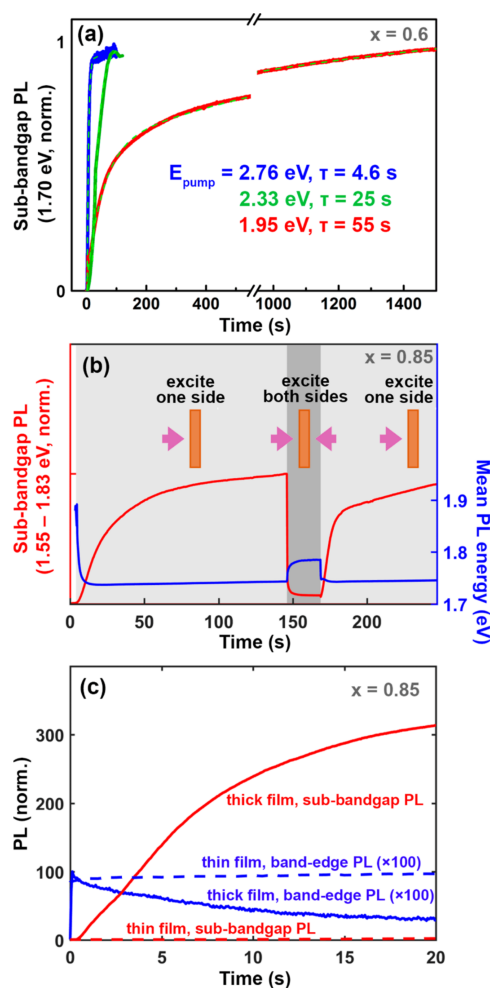 (a)
x = 0.6
Sub-bandgap PL
(1.70 eV, norm.)
1
0
E_pump = 2.76 eV, τ = 4.6 s
2.33 eV, τ = 25 s
1.95 eV, τ = 55 s
0 200 400 1000 1200 1400
Time (s)
(b)
x = 0.85
excite
one side
excite
both sides
excite
one side
Sub-bandgap PL
(1.55 – 1.83 eV, norm.)
Mean PL energy
(eV)
1.9
1.8
1.7
0 50 100 150 200
Time (s)
(c)
x = 0.85
PL (norm.)
300
200
100
0
thick film, sub-bandgap PL
thin film, band-edge PL (×100)
thick film, band-edge PL (×100)
thin film, sub-bandgap PL
0 5 10 15 20
Time (s)